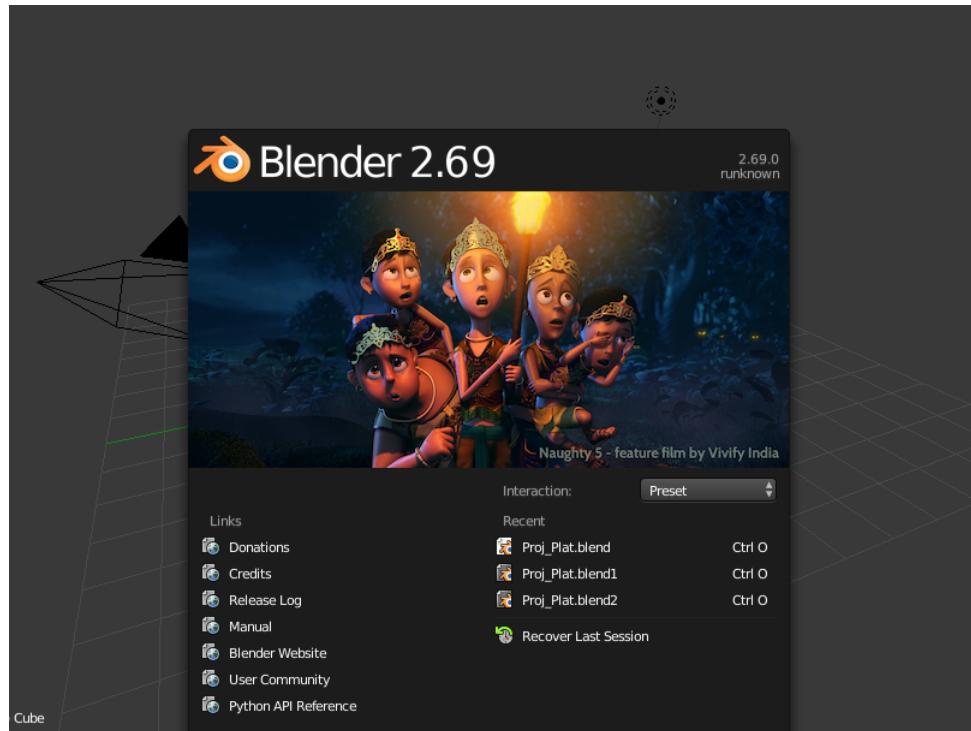 Blender 2.69
2.69.0
runknown
Naughty 5 - feature film by Vivify India
Interaction:
Preset
Links
Donations
Credits
Release Log
Manual
Blender Website
User Community
Python API Reference
Recent
Proj_Plat.blend Ctrl O
Proj_Plat.blend1 Ctrl O
Proj_Plat.blend2 Ctrl O
Recover Last Session
Cube